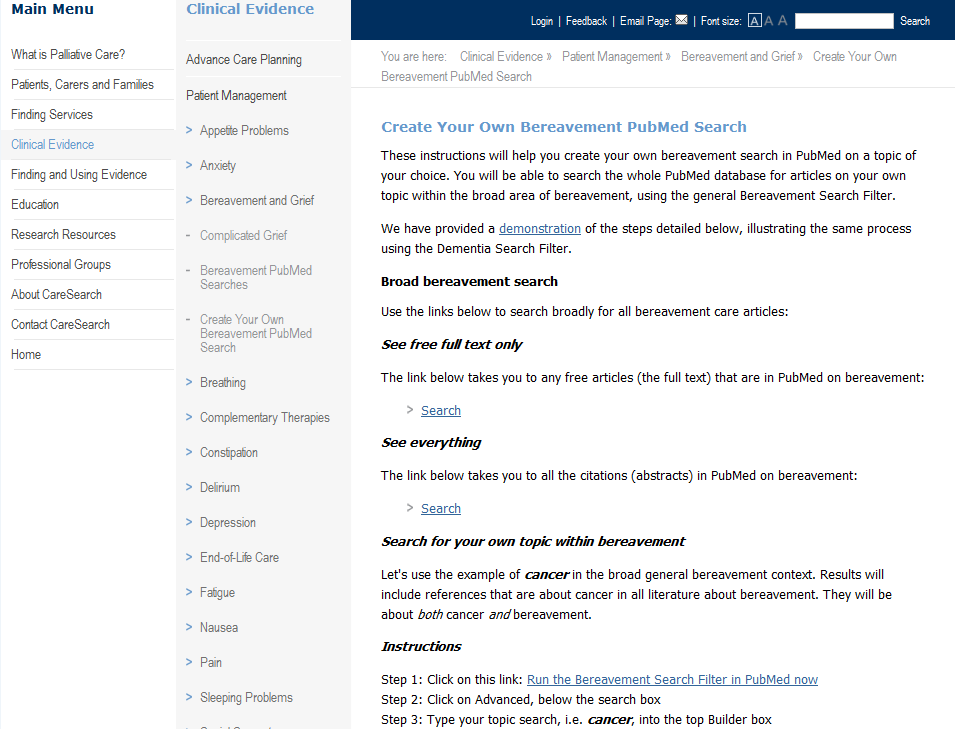 Main Menu
What is Palliative Care?
Patients, Carers and Families
Finding Services
Clinical Evidence
Finding and Using Evidence
Education
Research Resources
Professional Groups
About CareSearch
Contact CareSearch
Home
Clinical Evidence
Advance Care Planning
Patient Management
> Appetite Problems
> Anxiety
> Bereavement and Grief
- Complicated Grief
- Bereavement PubMed
Searches
- Create Your Own
Bereavement PubMed
Search
> Breathing
> Complementary Therapies
> Constipation
> Delirium
> Depression
> End-of-Life Care
> Fatigue
> Nausea
> Pain
> Sleeping Problems
Login | Feedback | Email Page: | Font size: A A A Search
You are here: Clinical Evidence » Patient Management » Bereavement and Grief » Create Your Own
Bereavement PubMed Search
Create Your Own Bereavement PubMed Search
These instructions will help you create your own bereavement search in PubMed on a topic of
your choice. You will be able to search the whole PubMed database for articles on your own
topic within the broad area of bereavement, using the general Bereavement Search Filter.
We have provided a demonstration of the steps detailed below, illustrating the same process
using the Dementia Search Filter.
Broad bereavement search
Use the links below to search broadly for all bereavement care articles:
See free full text only
The link below takes you to any free articles (the full text) that are in PubMed on bereavement:
> Search
See everything
The link below takes you to all the citations (abstracts) in PubMed on bereavement:
> Search
Search for your own topic within bereavement
Let's use the example of cancer in the broad general bereavement context. Results will
include references that are about cancer in all literature about bereavement. They will be
about both cancer and bereavement.
Instructions
Step 1: Click on this link: Run the Bereavement Search Filter in PubMed now
Step 2: Click on Advanced, below the search box
Step 3: Type your topic search, i.e. cancer, into the top Builder box